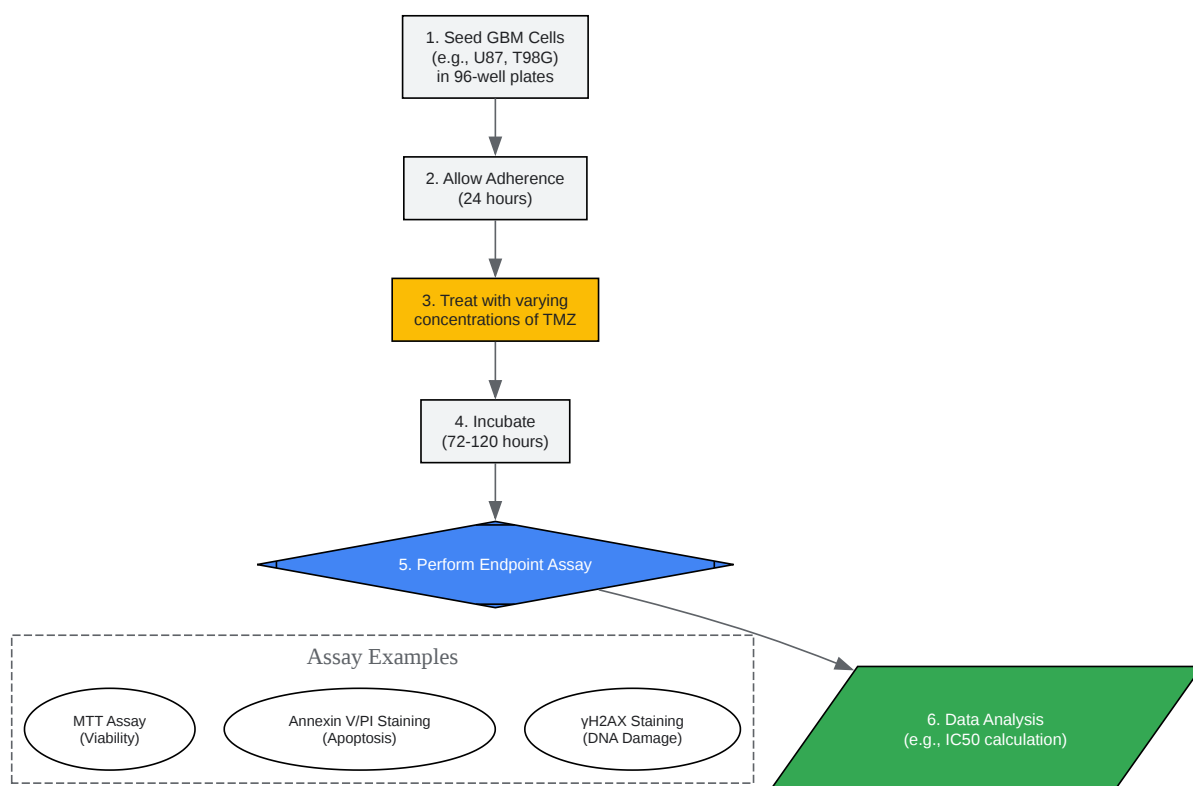 1. Seed GBM Cells
(e.g., U87, T98G)
in 96-well plates
2. Allow Adherence
(24 hours)
3. Treat with varying
concentrations of TMZ
4. Incubate
(72-120 hours)
5. Perform Endpoint Assay
Assay Examples
MTT Assay
(Viability)
Annexin V/PI Staining
(Apoptosis)
γH2AX Staining
(DNA Damage)
6. Data Analysis
(e.g., IC50 calculation)